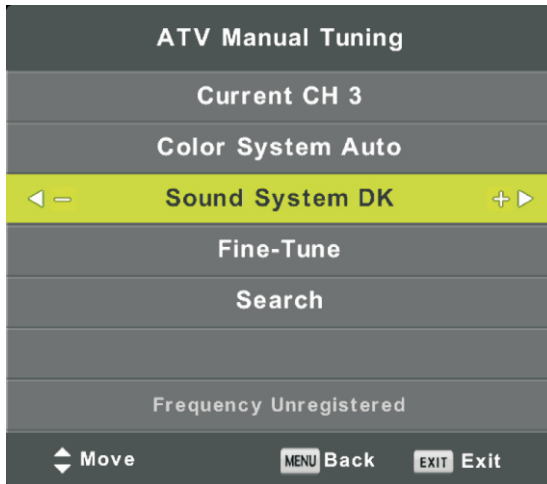 ATV Manual Tuning
Current CH 3
Color System Auto
Sound System DK
Fine-Tune
Search
Frequency Unregistered
Move MENU Back EXIT Exit